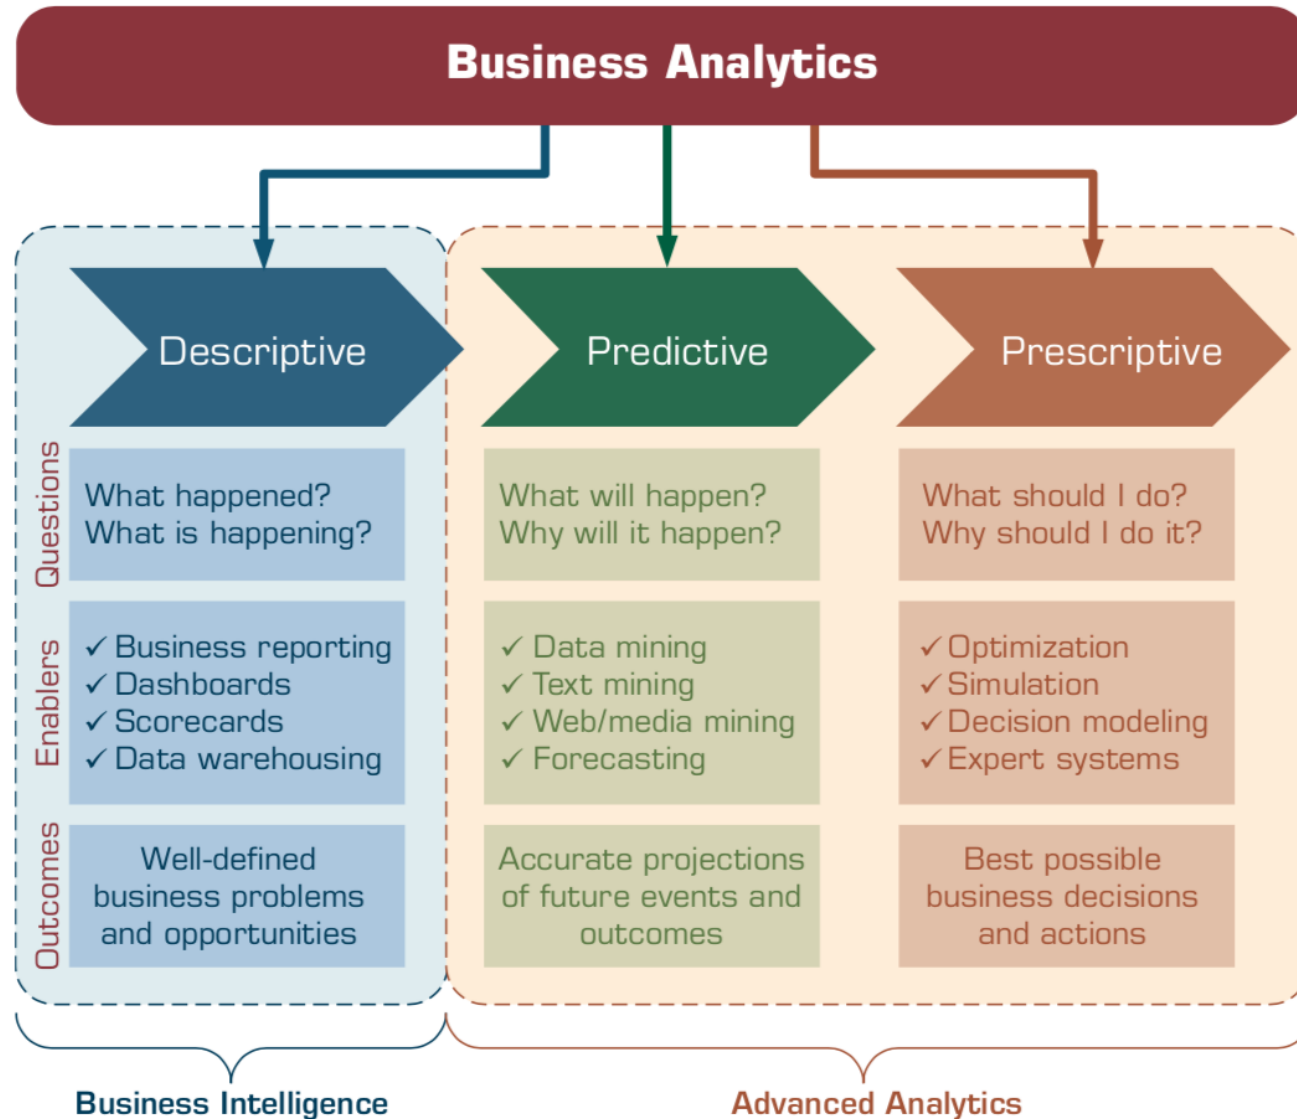 Business Analytics
Descriptive
Predictive
Prescriptive
Questions
What happened?
What is happening?
What will happen?
Why will it happen?
What should I do?
Why should I do it?
Enablers
✓ Business reporting
✓ Dashboards
✓ Scorecards
✓ Data warehousing
✓ Data mining
✓ Text mining
✓ Web/media mining
✓ Forecasting
✓ Optimization
✓ Simulation
✓ Decision modeling
✓ Expert systems
Outcomes
Well-defined
business problems
and opportunities
Accurate projections
of future events and
outcomes
Best possible
business decisions
and actions
Business Intelligence
Advanced Analytics